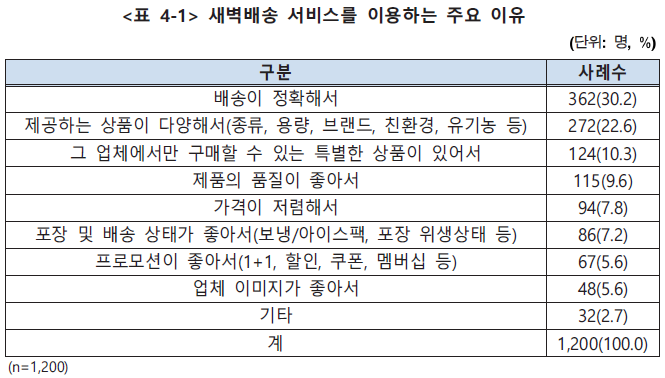 <표 4-1> 새벽배송 서비스를 이용하는 주요 이유
(단위: 명, %)
구분 사례수
배송이 정확해서 362(30.2)
제공하는 상품이 다양해서(종류, 용량, 브랜드, 친환경, 유기농 등) 272(22.6)
그 업체에서만 구매할 수 있는 특별한 상품이 있어서 124(10.3)
제품의 품질이 좋아서 115(9.6)
가격이 저렴해서 94(7.8)
포장 및 배송 상태가 좋아서(보냉/아이스팩, 포장 위생상태 등) 86(7.2)
프로모션이 좋아서(1+1, 할인, 쿠폰, 멤버십 등) 67(5.6)
업체 이미지가 좋아서 48(5.6)
기타 32(2.7)
계 1,200(100.0)
(n=1,200)